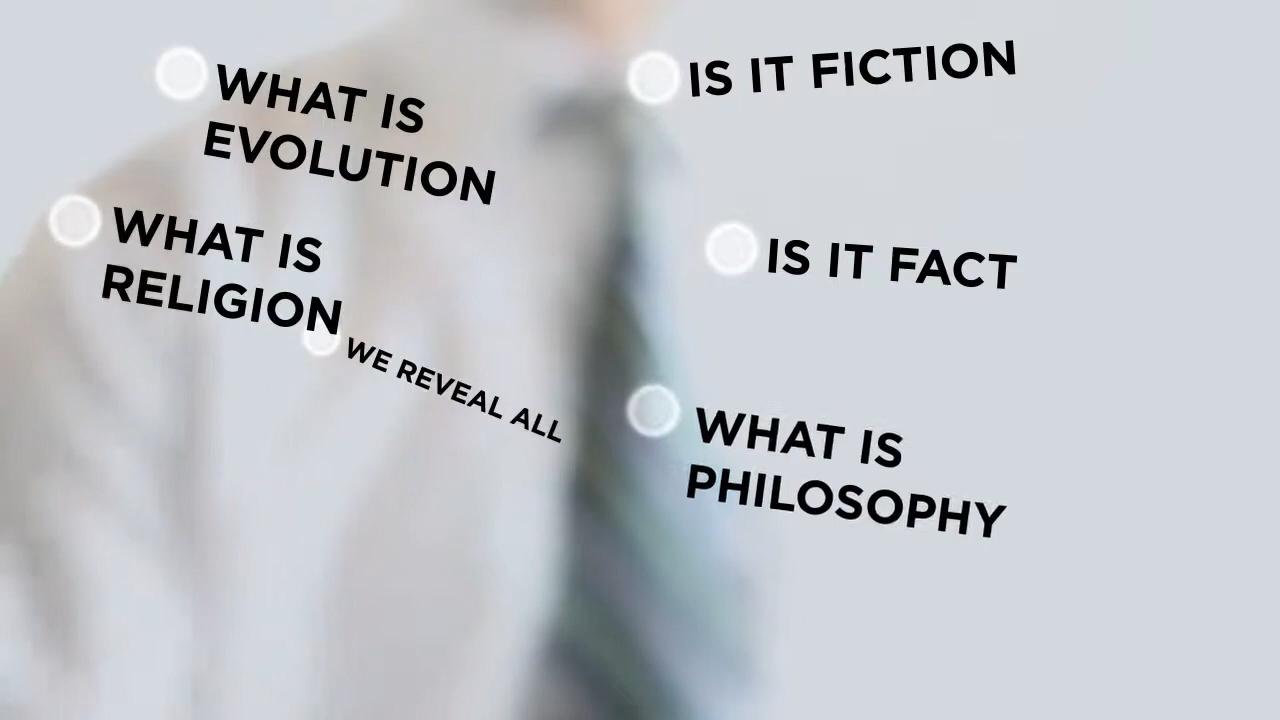 WHAT IS
EVOLUTION
WHAT IS
RELIGION
WE REVEAL ALL
IS IT FICTION
IS IT FACT
WHAT IS
PHILOSOPHY